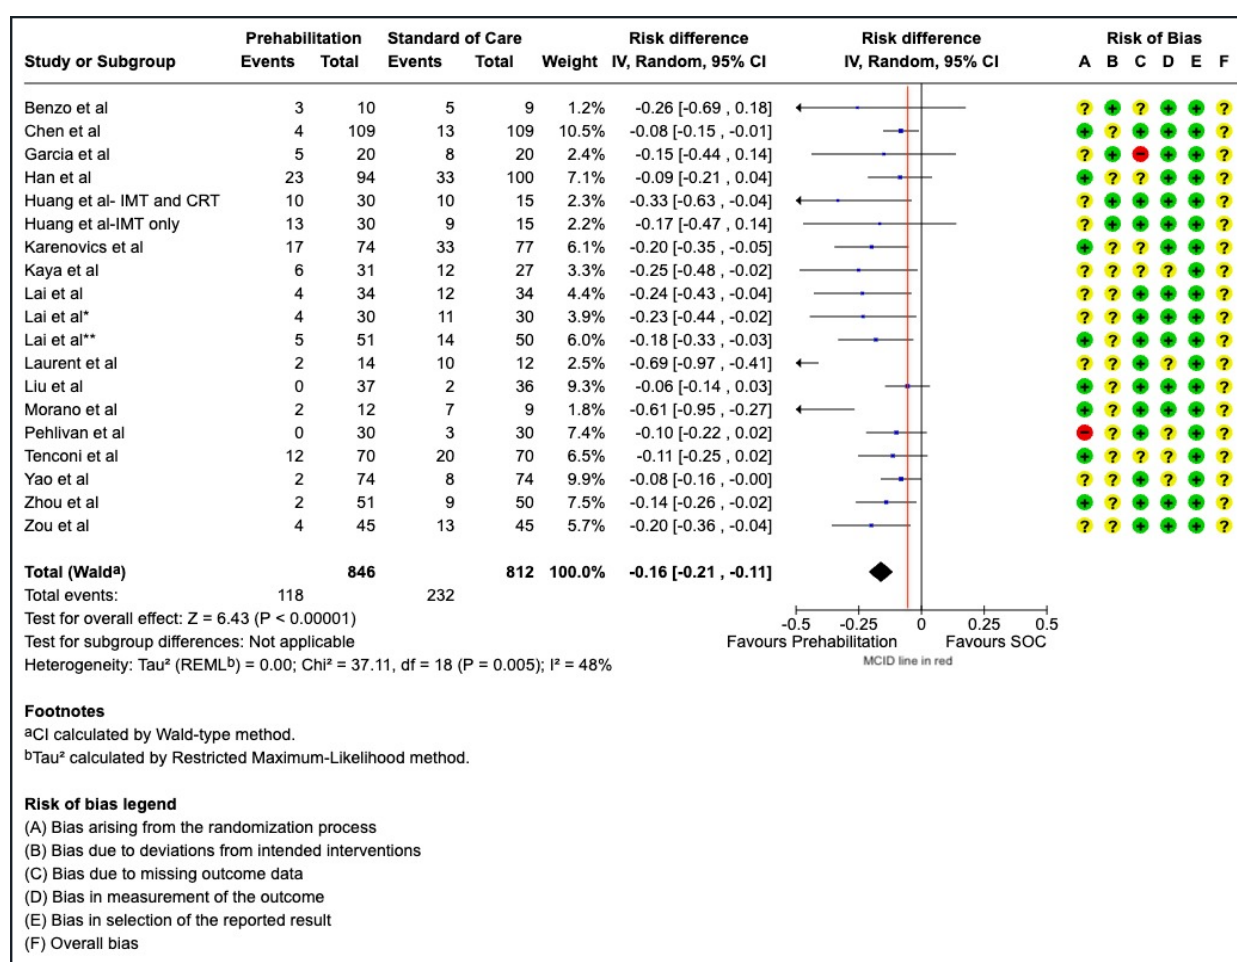 Prehabilitation Standard of Care Risk difference Risk difference Risk of Bias
Study or Subgroup Events Total Events Total Weight IV, Random, 95% CI IV, Random, 95% CI A B C D E F
Benzo et al 3 10 5 9 1.2% -0.26 [-0.69 , 0.18] ? + ? + + ?
Chen et al 4 109 13 109 10.5% -0.08 [-0.15 , -0.01] + ? + + + ?
Garcia et al 5 20 8 20 2.4% -0.15 [-0.44 , 0.14] ? + - + + ?
Han et al 23 94 33 100 7.1% -0.09 [-0.21 , 0.04] + ? ? + + ?
Huang et al- IMT and CRT 10 30 10 15 2.3% -0.33 [-0.63 , -0.04] ? + + + + ?
Huang et al-IMT only 13 30 9 15 2.2% -0.17 [-0.47 , 0.14] ? + + + + ?
Karenovics et al 17 74 33 77 6.1% -0.20 [-0.35 , -0.05] + ? ? + + ?
Kaya et al 6 31 12 27 3.3% -0.25 [-0.48 , -0.02] ? ? ? ? + ?
Lai et al 4 34 12 34 4.4% -0.24 [-0.43 , -0.04] ? ? + + + ?
Lai et al* 4 30 11 30 3.9% -0.23 [-0.44 , -0.02] ? ? + + + ?
Lai et al** 5 51 14 50 6.0% -0.18 [-0.33 , -0.03] + ? + + + ?
Laurent et al 2 14 10 12 2.5% -0.69 [-0.97 , -0.41] ? ? + ? + ?
Liu et al 0 37 2 36 9.3% -0.06 [-0.14 , 0.03] + ? + + + ?
Morano et al 2 12 7 9 1.8% -0.61 [-0.95 , -0.27] + ? + + + ?
Pehlivan et al 0 30 3 30 7.4% -0.10 [-0.22 , 0.02] - ? + ? + ?
Tenconi et al 12 70 20 70 6.5% -0.11 [-0.25 , 0.02] + ? ? ? + ?
Yao et al 2 74 8 74 9.9% -0.08 [-0.16 , -0.00] ? ? + ? + ?
Zhou et al 2 51 9 50 7.5% -0.14 [-0.26 , -0.02] + ? + + + ?
Zou et al 4 45 13 45 5.7% -0.20 [-0.36 , -0.04] ? ? + + + ?
Total (Waldᵃ) 846 812 100.0% -0.16 [-0.21 , -0.11]
Total events: 118 232
Test for overall effect: Z = 6.43 (P < 0.00001)
Test for subgroup differences: Not applicable
Heterogeneity: Tau² (REMLᵇ) = 0.00; Chi² = 37.11, df = 18 (P = 0.005); I² = 48%
-0.5 -0.25 0 0.25 0.5
Favours Prehabilitation Favours SOC
MCID line in red
Footnotes
ᵃCI calculated by Wald-type method.
ᵇTau² calculated by Restricted Maximum-Likelihood method.
Risk of bias legend
(A) Bias arising from the randomization process
(B) Bias due to deviations from intended interventions
(C) Bias due to missing outcome data
(D) Bias in measurement of the outcome
(E) Bias in selection of the reported result
(F) Overall bias